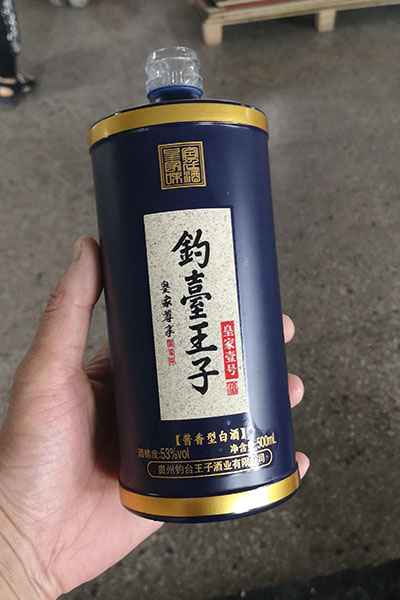 釣臺王子
皇家尊享
皇家壹号
【酱香型白酒】
酒精度:53%vol
净含量:500mL
贵州钓台王子酒业有限公司